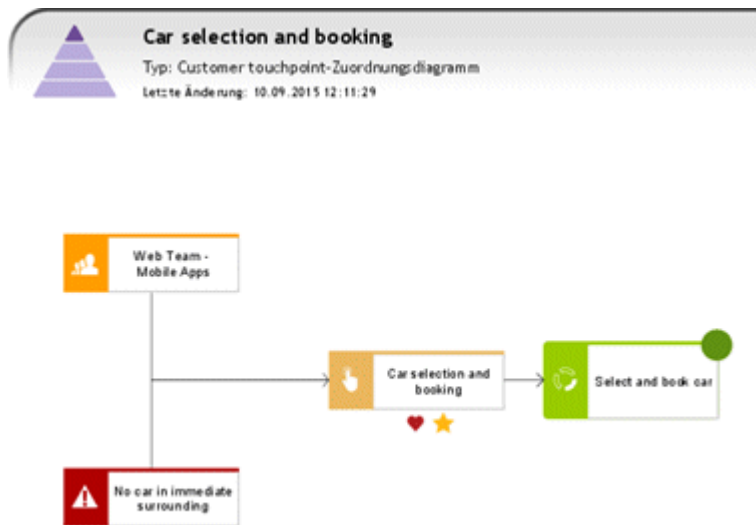 Car selection and booking
Typ: Customer touchpoint-Zuordnungsdiagramm
Letzte Änderung: 10.09.2015 12:11:29
Web Team -
Mobile Apps
Car selection and
booking
Select and book car
No car in immediate
surrounding